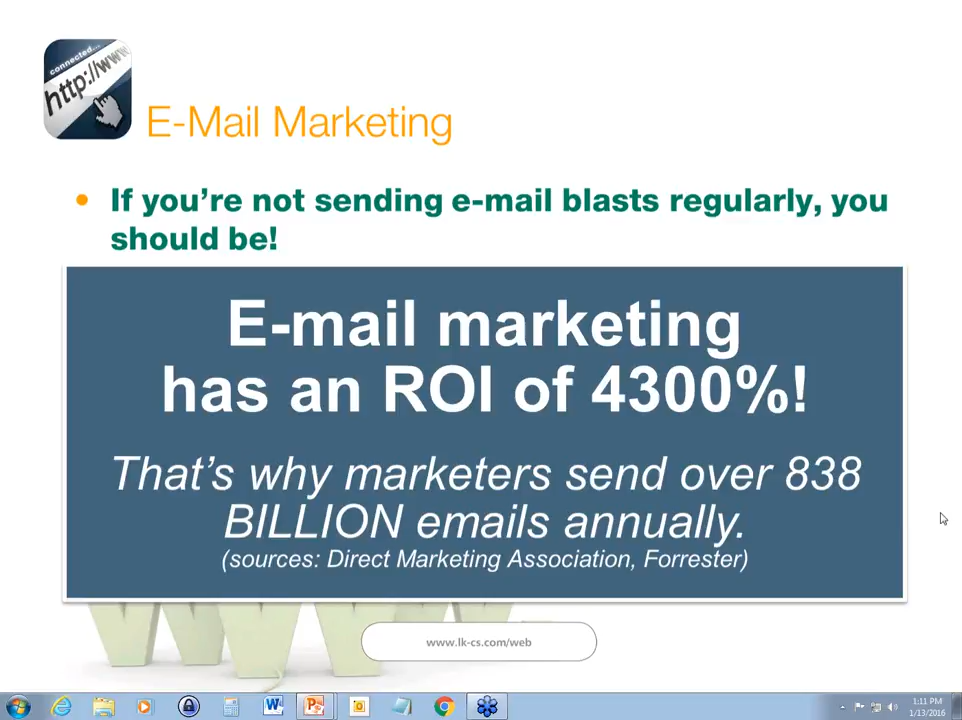 connected...
http://www
E-Mail Marketing
• If you're not sending e-mail blasts regularly, you
should be!
E-mail marketing
has an ROI of 4300%!
That's why marketers send over 838
BILLION emails annually.
(sources: Direct Marketing Association, Forrester)
www.lk-cs.com/web
1:11 PM
1/13/2016